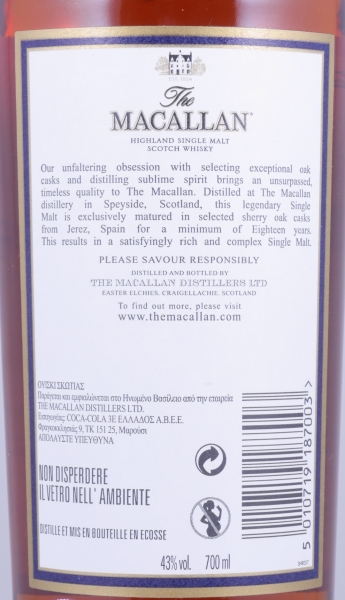 EST. 1824
The
MACALLAN
HIGHLAND SINGLE MALT
SCOTCH WHISKY
Our unfaltering obsession with selecting exceptional oak
casks and distilling sublime spirit brings an unsurpassed,
timeless quality to The Macallan. Distilled at The Macallan
distillery in Speyside, Scotland, this legendary Single
Malt is exclusively matured in selected sherry oak casks
from Jerez, Spain for a minimum of Eighteen years.
This results in a satisfyingly rich and complex Single Malt.
PLEASE SAVOUR RESPONSIBLY
DISTILLED AND BOTTLED BY
THE MACALLAN DISTILLERS LTD
EASTER ELCHIES, CRAIGELLACHIE, SCOTLAND
To find out more, please visit
www.themacallan.com
ΟΥΙΣΚΙ ΣΚΩΤΙΑΣ
Παράγεται και εμφιαλώνεται στο Ηνωμένο Βασίλειο από την εταιρεία
THE MACALLAN DISTILLERS LTD.
Εισαγωγέας: COCA-COLA 3E ΕΛΛΑΔΟΣ Α.Β.Ε.Ε.
Φραγκοκκλησιάς 9, ΤΚ 151 25, Μαρούσι
ΑΠΟΛΑΥΣΤΕ ΥΠΕΥΘΥΝΑ
NON DISPERDERE
IL VETRO NELL' AMBIENTE
DISTILLE ET MIS EN BOUTEILLE EN ECOSSE
43% vol. 700 ml
5 010719 187003 >